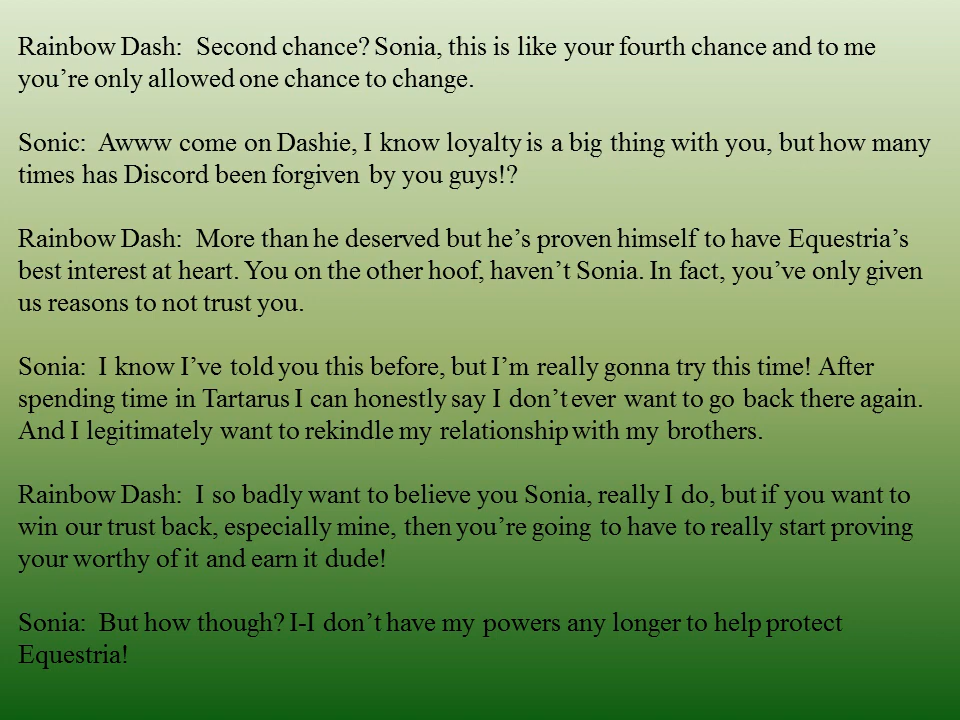 Rainbow Dash:  Second chance? Sonia, this is like your fourth chance and to me
you’re only allowed one chance to change.
Sonic:  Awww come on Dashie, I know loyalty is a big thing with you, but how many
times has Discord been forgiven by you guys!?
Rainbow Dash:  More than he deserved but he’s proven himself to have Equestria’s
best interest at heart. You on the other hoof, haven’t Sonia. In fact, you’ve only given
us reasons to not trust you.
Sonia:  I know I’ve told you this before, but I’m really gonna try this time! After
spending time in Tartarus I can honestly say I don’t ever want to go back there again.
And I legitimately want to rekindle my relationship with my brothers.
Rainbow Dash:  I so badly want to believe you Sonia, really I do, but if you want to
win our trust back, especially mine, then you’re going to have to really start proving
your worthy of it and earn it dude!
Sonia:  But how though? I-I don’t have my powers any longer to help protect
Equestria!